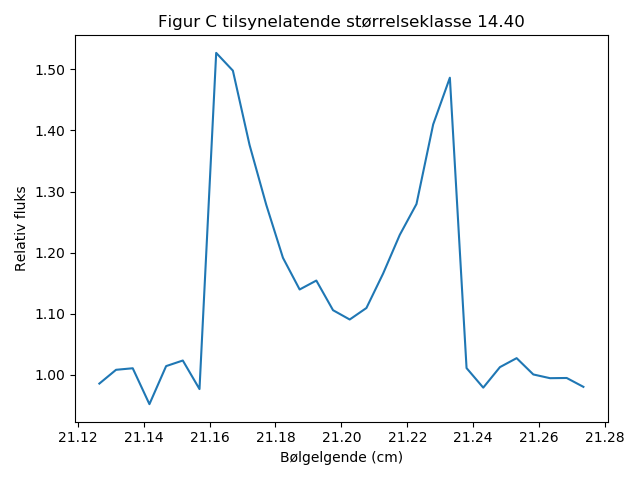 Figur C tilsynelatende størrelseklasse 14.40
1.50
1.40
1.30
1.20
1.10
1.00
Relativ fluks
21.12 21.14 21.16 21.18 21.20 21.22 21.24 21.26 21.28
Bølgelgende (cm)